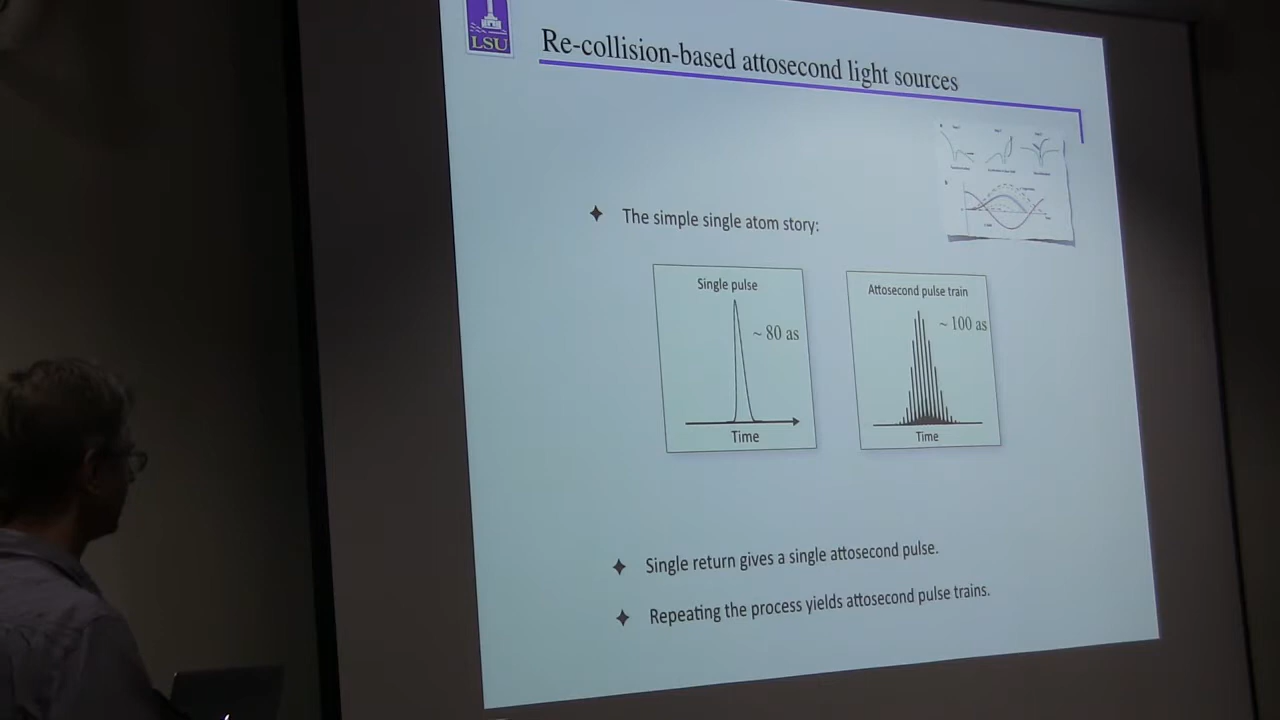 LSU
Re-collision-based attosecond light sources
The simple single atom story:
Single pulse
~ 80 as
Time
Attosecond pulse train
~ 100 as
Time
Single return gives a single attosecond pulse.
Repeating the process yields attosecond pulse trains.